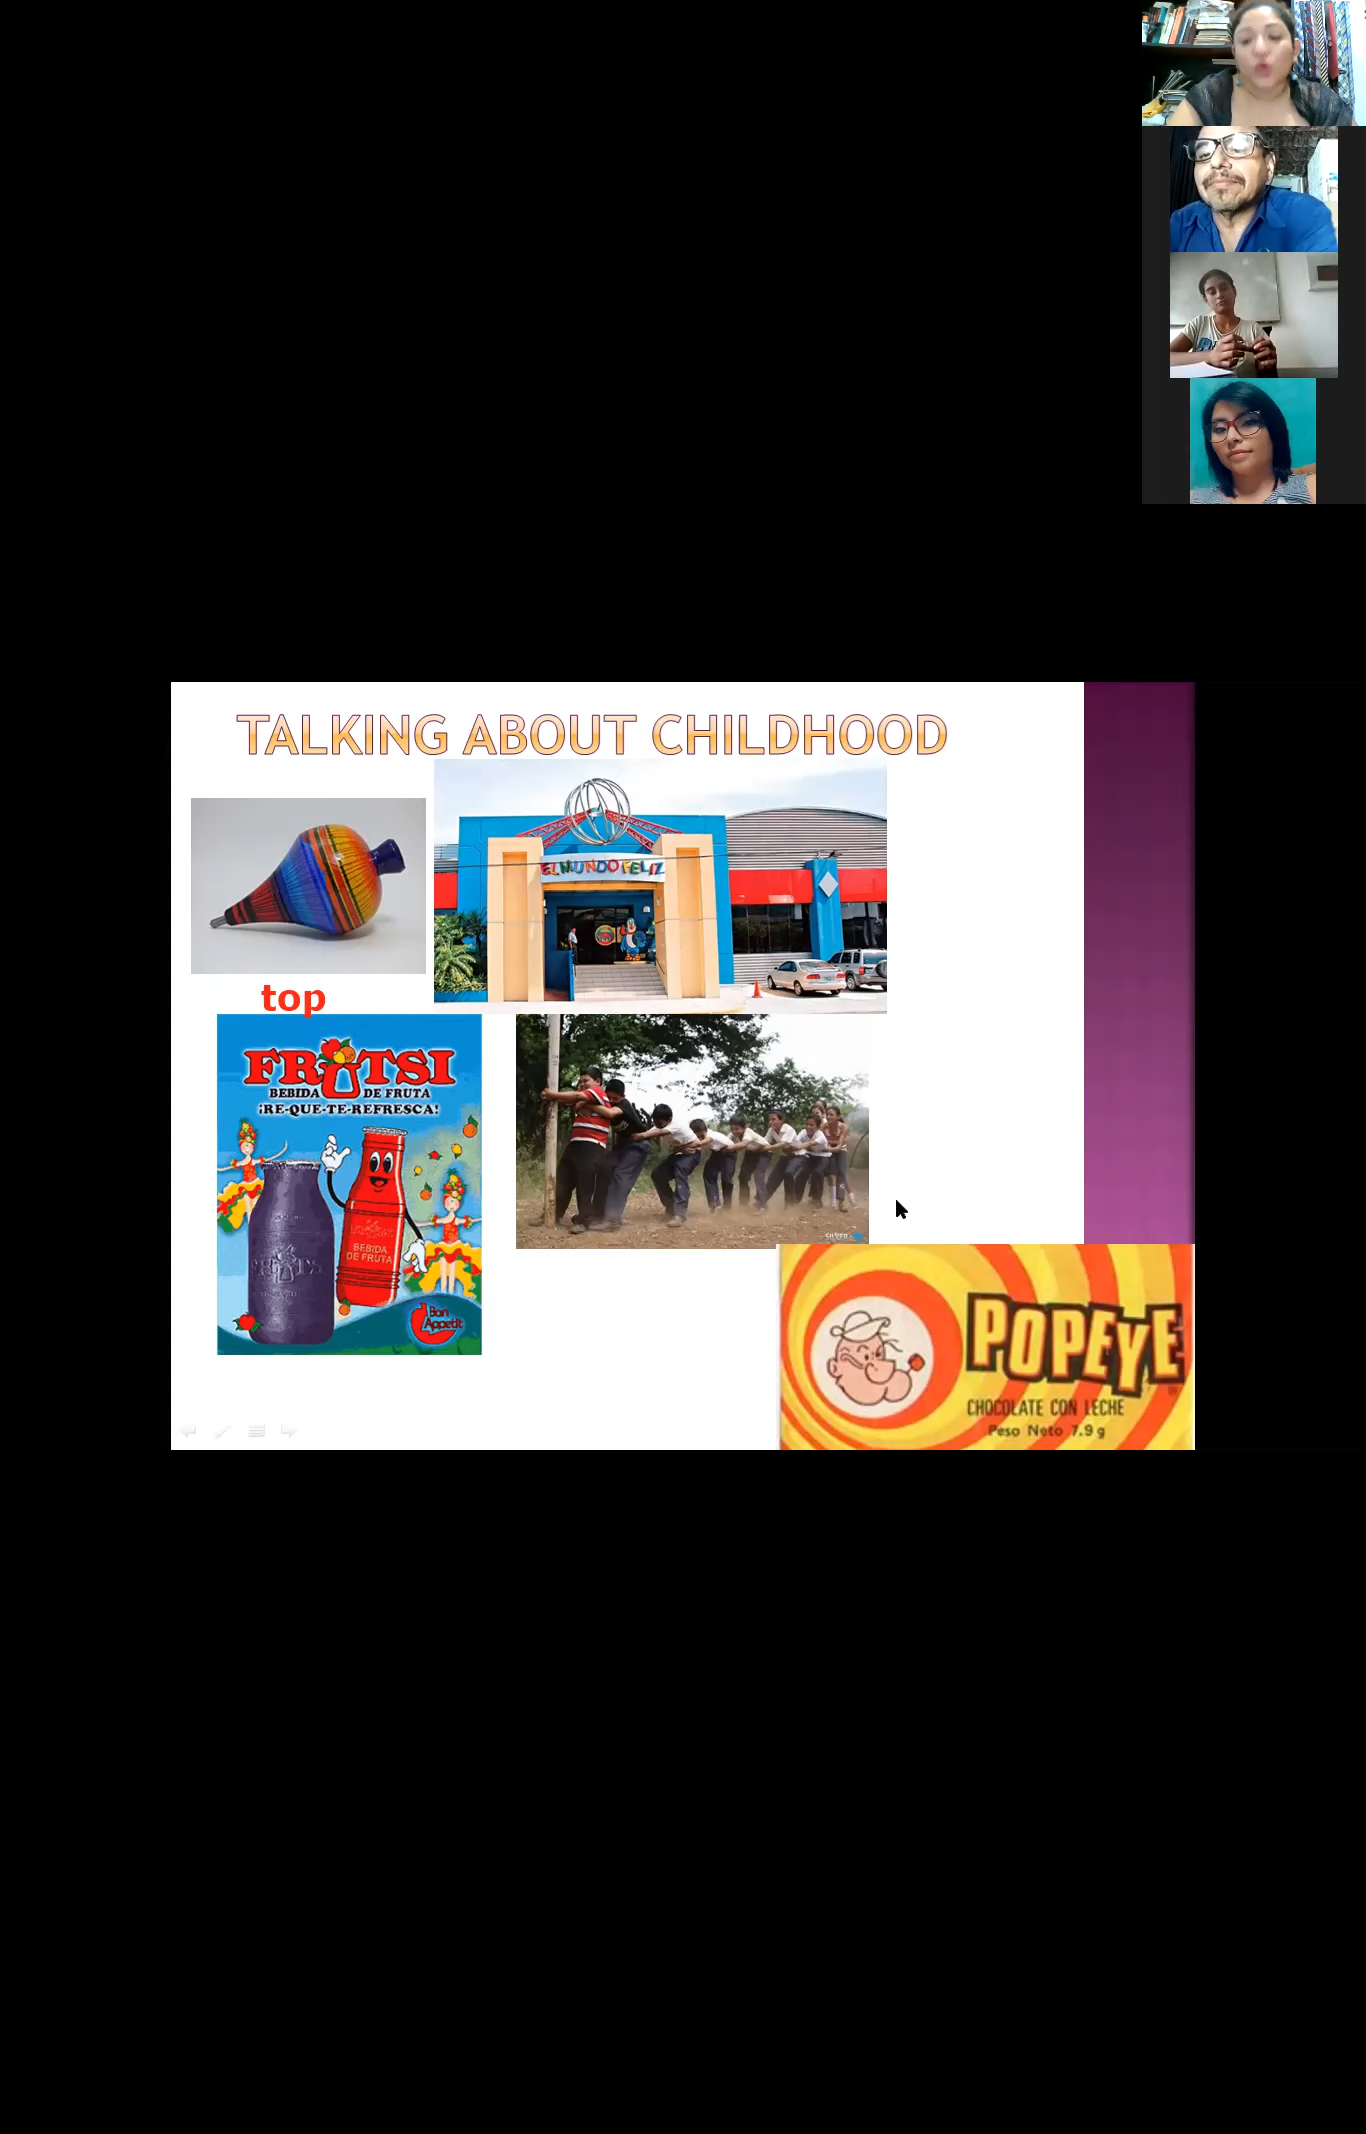 TALKING ABOUT CHILDHOOD
EL MUNDO FELIZ
top
FRUTSI
BEBIDA DE FRUTA
¡RE-QUE-TE-REFRESCA!
BEBIDA
DE FRUTA
Bon
Appetit
POPEYE
CHOCOLATE CON LECHE
Peso Neto 7.9 g